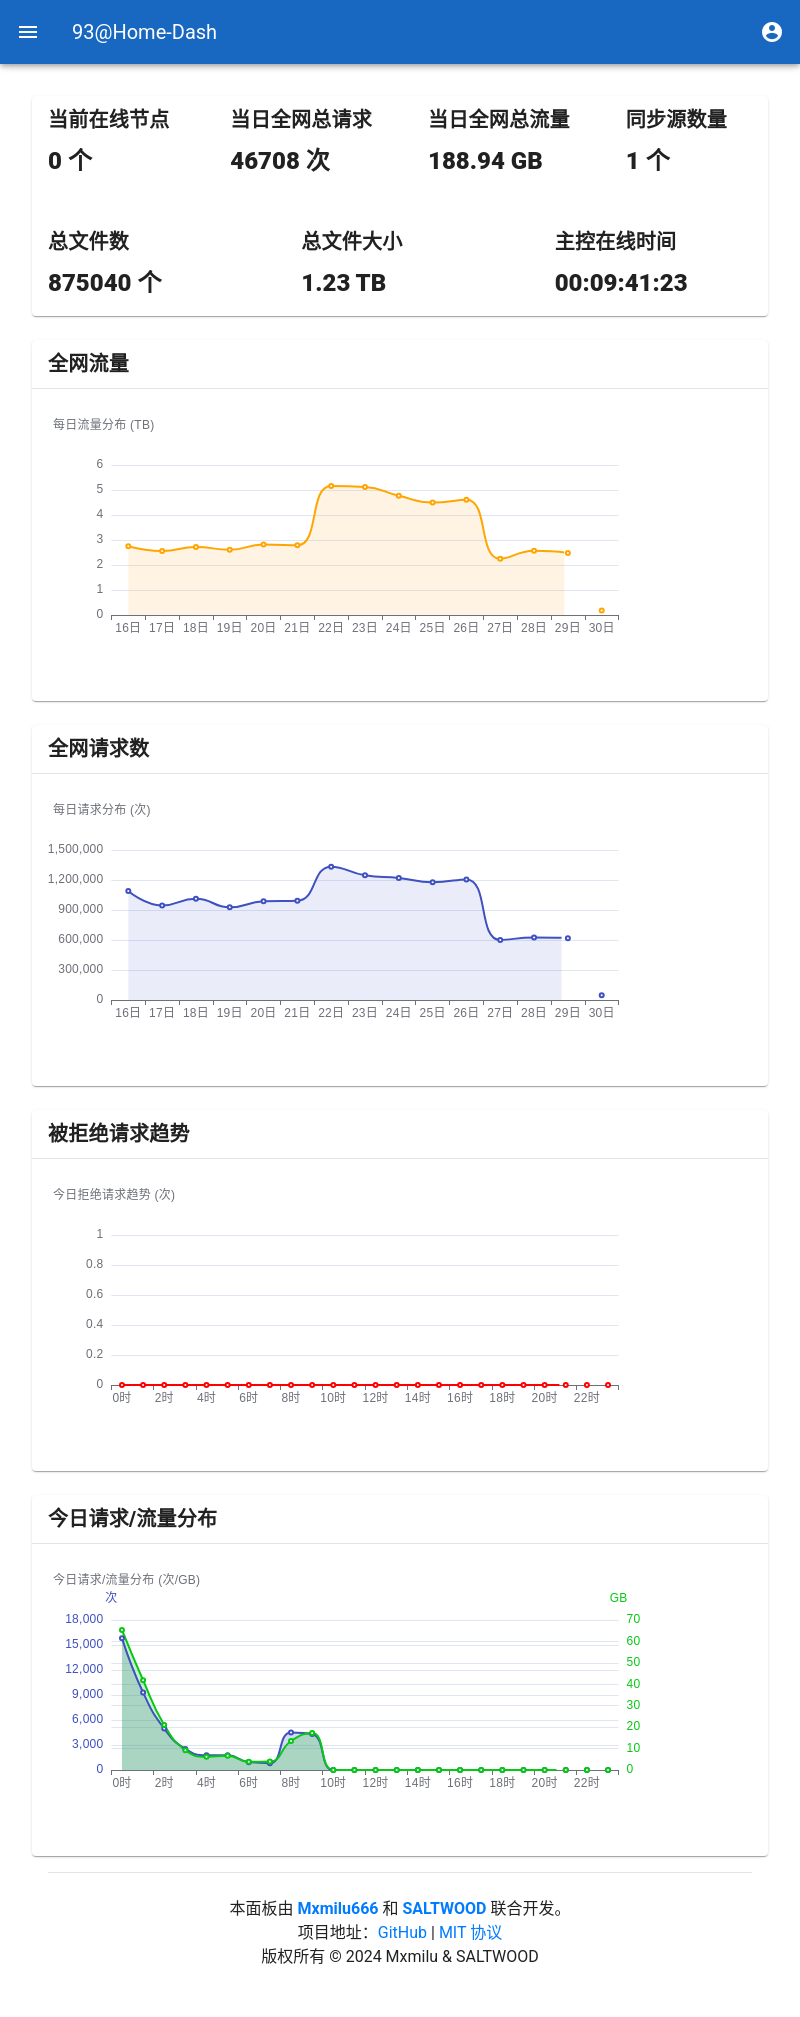 93@Home-Dash
当前在线节点 当日全网总请求 当日全网总流量 同步源数量
0 个 46708 次 188.94 GB 1 个
总文件数 总文件大小 主控在线时间
875040 个 1.23 TB 00:09:41:23
全网流量
每日流量分布 (TB)
6
5
4
3
2
1
0
16日 17日 18日 19日 20日 21日 22日 23日 24日 25日 26日 27日 28日 29日 30日
全网请求数
每日请求分布 (次)
1,500,000
1,200,000
900,000
600,000
300,000
0
16日 17日 18日 19日 20日 21日 22日 23日 24日 25日 26日 27日 28日 29日 30日
被拒绝请求趋势
今日拒绝请求趋势 (次)
1
0.8
0.6
0.4
0.2
0
0时 2时 4时 6时 8时 10时 12时 14时 16时 18时 20时 22时
今日请求/流量分布
今日请求/流量分布 (次/GB)
次 GB
18,000 70
15,000 60
12,000 50
9,000 40
6,000 30
3,000 20
0 10
0
0时 2时 4时 6时 8时 10时 12时 14时 16时 18时 20时 22时
本面板由 Mxmilu666 和 SALTWOOD 联合开发。
项目地址：GitHub | MIT 协议
版权所有 © 2024 Mxmilu & SALTWOOD